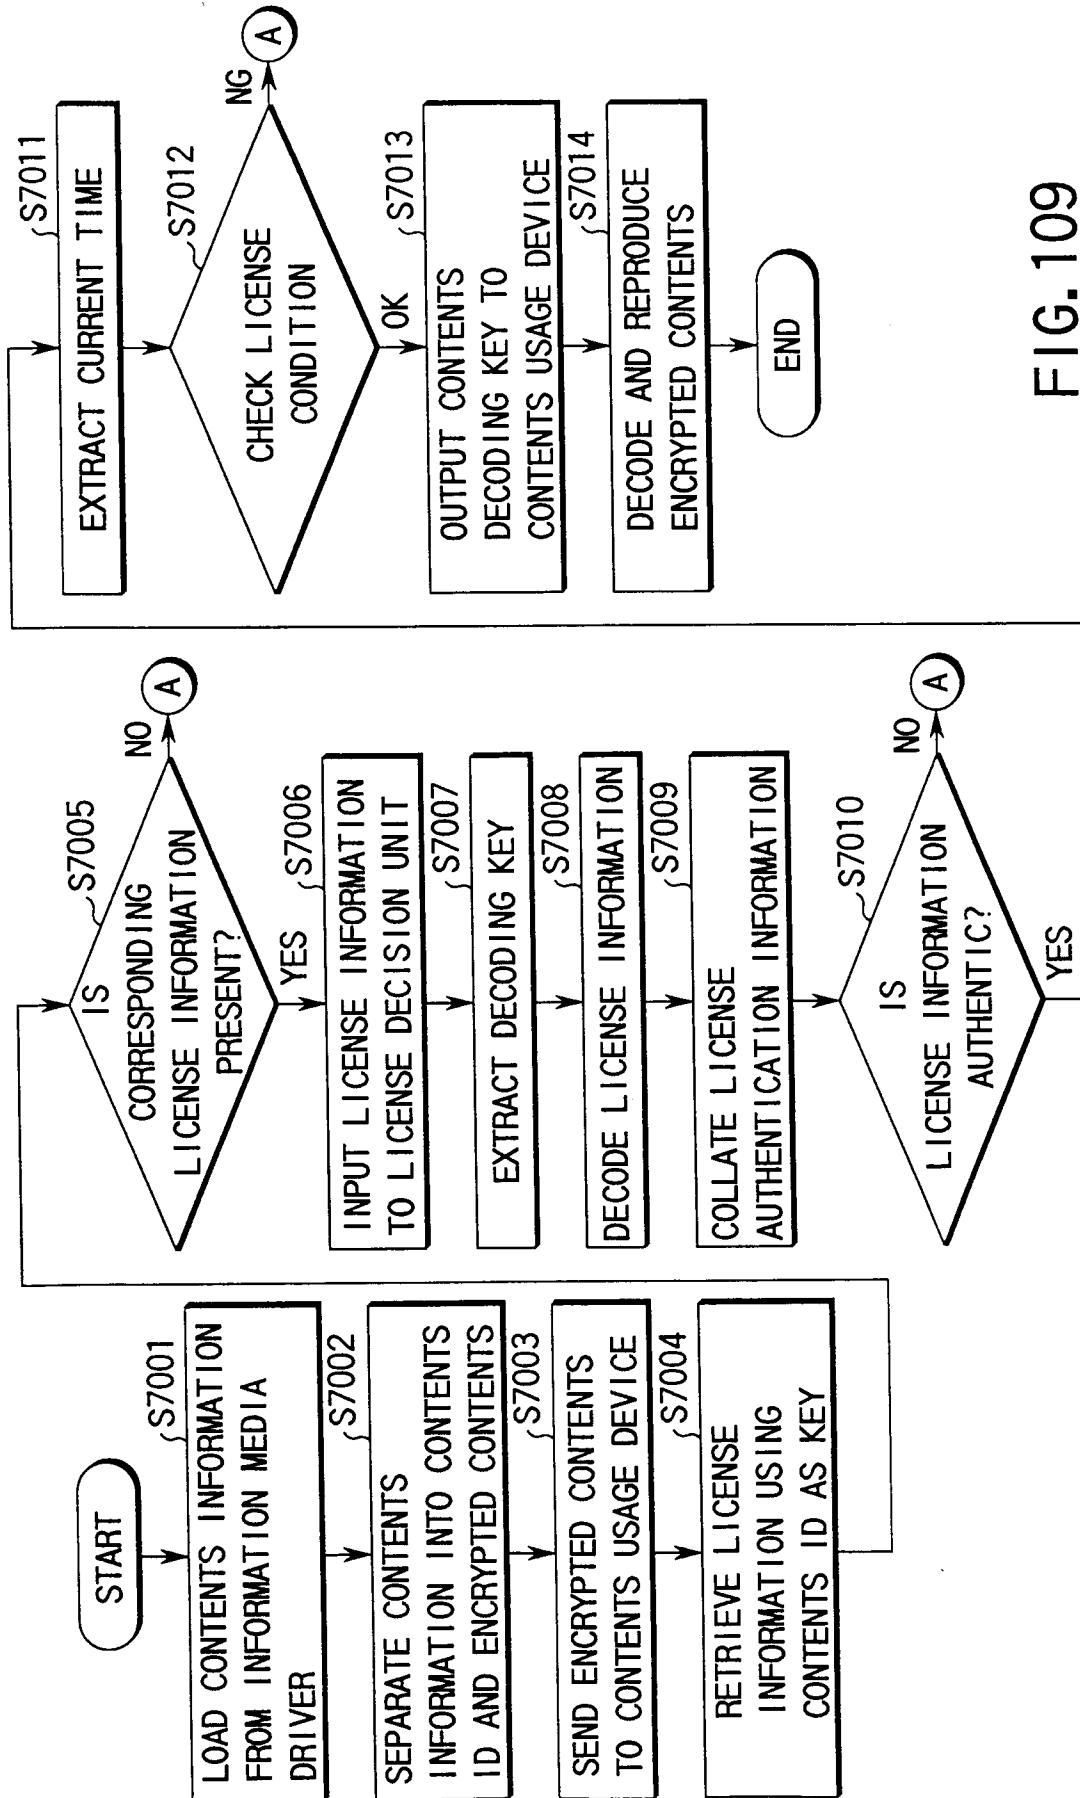 START
S7001
LOAD CONTENTS INFORMATION
FROM INFORMATION MEDIA
DRIVER
S7002
SEPARATE CONTENTS
INFORMATION INTO CONTENTS
ID AND ENCRYPTED CONTENTS
S7003
SEND ENCRYPTED CONTENTS
TO CONTENTS USAGE DEVICE
S7004
RETRIEVE LICENSE
INFORMATION USING
CONTENTS ID AS KEY
S7005
IS
CORRESPONDING
LICENSE INFORMATION
PRESENT?
NO
A
YES
S7006
INPUT LICENSE INFORMATION
TO LICENSE DECISION UNIT
S7007
EXTRACT DECODING KEY
S7008
DECODE LICENSE INFORMATION
S7009
COLLATE LICENSE
AUTHENTICATION INFORMATION
S7010
IS
LICENSE INFORMATION
AUTHENTIC?
NO
A
YES
S7011
EXTRACT CURRENT TIME
S7012
CHECK LICENSE
CONDITION
NG
A
OK
S7013
OUTPUT CONTENTS
DECODING KEY TO
CONTENTS USAGE DEVICE
S7014
DECODE AND REPRODUCE
ENCRYPTED CONTENTS
END
FIG. 109